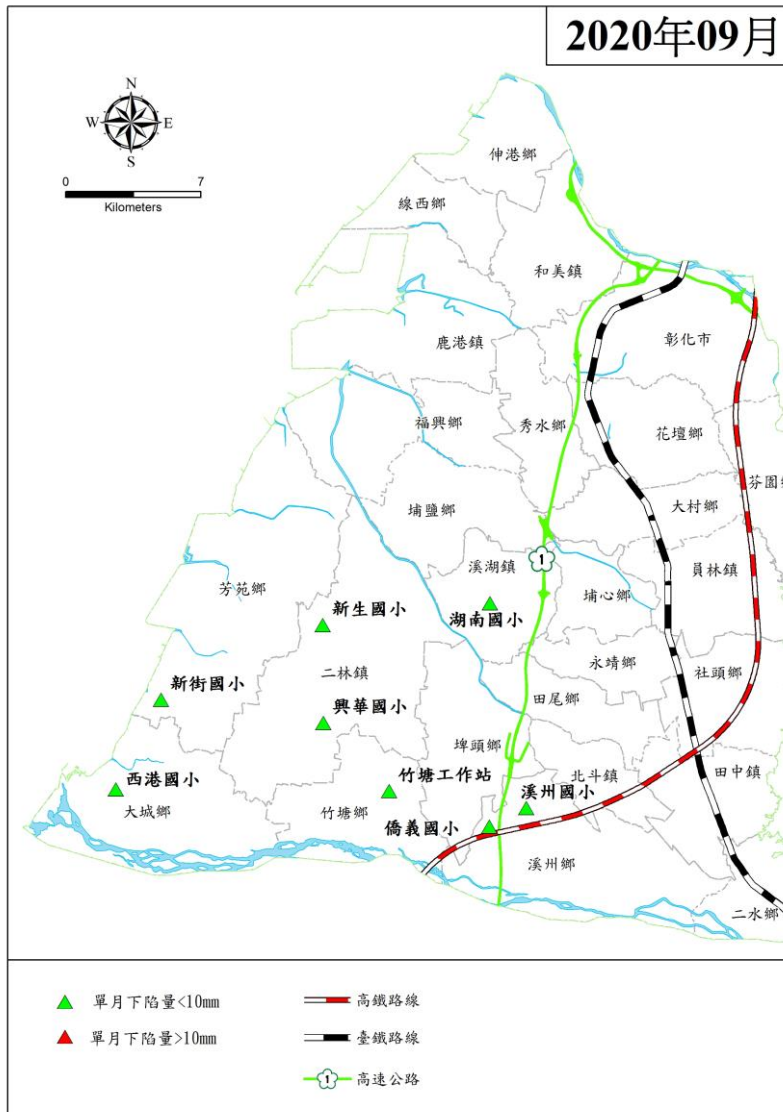 2020年09月
N
W E
S
0 7
Kilometers
伸港鄉
線西鄉
和美鎮
鹿港鎮
彰化市
福興鄉
秀水鄉
花壇鄉
芬園
埔鹽鄉
大村鄉
溪湖鎮
1
員林鎮
芳苑鄉
埔心鄉
新生國小
湖南國小
永靖鄉
二林鎮
社頭鄉
新街國小
田尾鄉
興華國小
埤頭鄉
西港國小
竹塘工作站
北斗鎮
田中鎮
大城鄉
竹塘鄉
溪州國小
僑義國小
溪州鄉
二水鄉
單月下陷量<10mm
高鐵路線
單月下陷量>10mm
臺鐵路線
1
高速公路